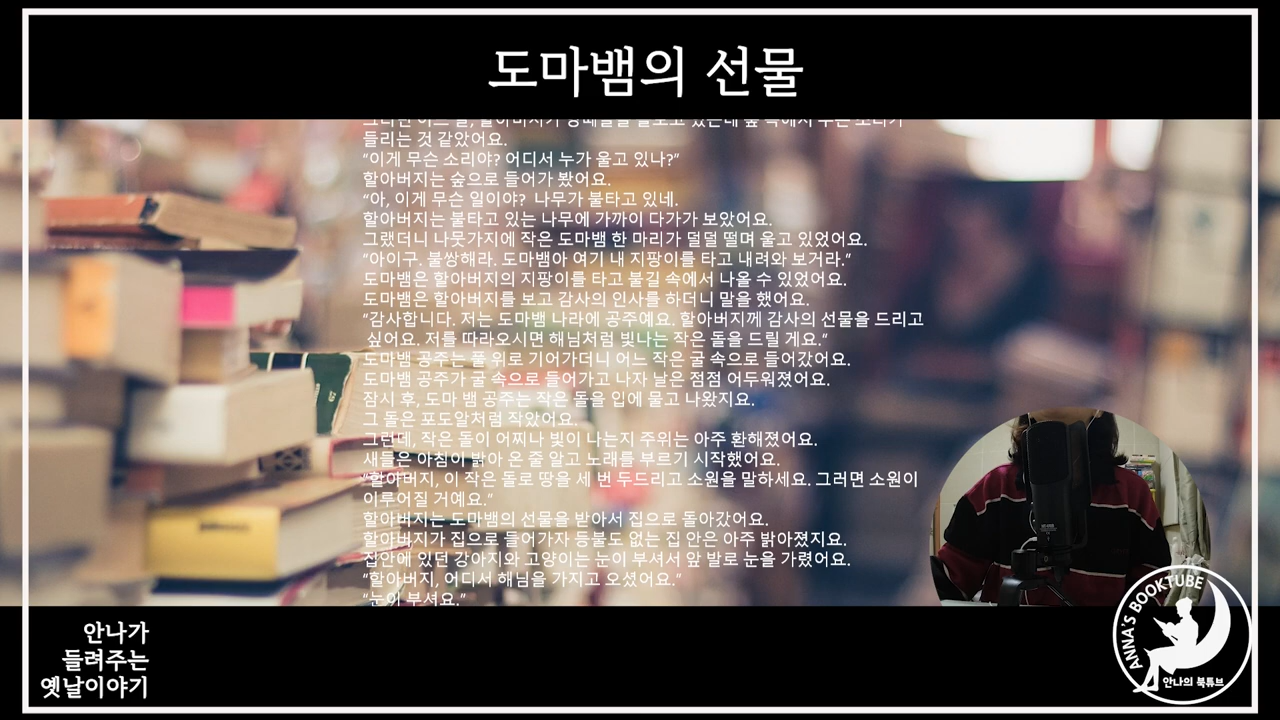 도마뱀의 선물
들리는 것 같았어요.
“이게 무슨 소리야? 어디서 누가 울고 있나?”
할아버지는 숲으로 들어가 봤어요.
“아, 이게 무슨 일이야? 나무가 불타고 있네.
할아버지는 불타고 있는 나무에 가까이 다가가 보았어요.
그랬더니 나뭇가지에 작은 도마뱀 한 마리가 덜덜 떨며 울고 있었어요.
“아이구, 불쌍해라. 도마뱀아 여기 내 지팡이를 타고 내려와 보거라.”
도마뱀은 할아버지의 지팡이를 타고 불길 속에서 나올 수 있었어요.
도마뱀은 할아버지를 보고 감사의 인사를 하더니 말을 했어요.
“감사합니다. 저는 도마뱀 나라에 공주예요. 할아버지께 감사의 선물을 드리고
싶어요. 저를 따라오시면 해님처럼 빛나는 작은 돌을 드릴 게요.”
도마뱀 공주는 풀 위로 기어가더니 어느 작은 굴 속으로 들어갔어요.
도마뱀 공주가 굴 속으로 들어가고 나자 날은 점점 어두워졌어요.
잠시 후, 도마 뱀 공주는 작은 돌을 입에 물고 나왔지요.
그 돌은 포도알처럼 작았어요.
그런데, 작은 돌이 어찌나 빛이 나는지 주위는 아주 환해졌어요.
새들은 아침이 밝아 온 줄 알고 노래를 부르기 시작했어요.
“할아버지, 이 작은 돌로 땅을 세 번 두드리고 소원을 말하세요. 그러면 소원이
이루어질 거예요.”
할아버지는 도마뱀의 선물을 받아서 집으로 돌아갔어요.
할아버지가 집으로 들어가자 등불도 없는 집 안은 아주 밝아졌지요.
집안에 있던 강아지와 고양이는 눈이 부셔서 앞 발로 눈을 가렸어요.
“할아버지, 어디서 해님을 가지고 오셨어요.”
“눈이 부셔요.”
안나가
들려주는
옛날이야기
ANNA'S BOOKTUBE
안나의 북튜브